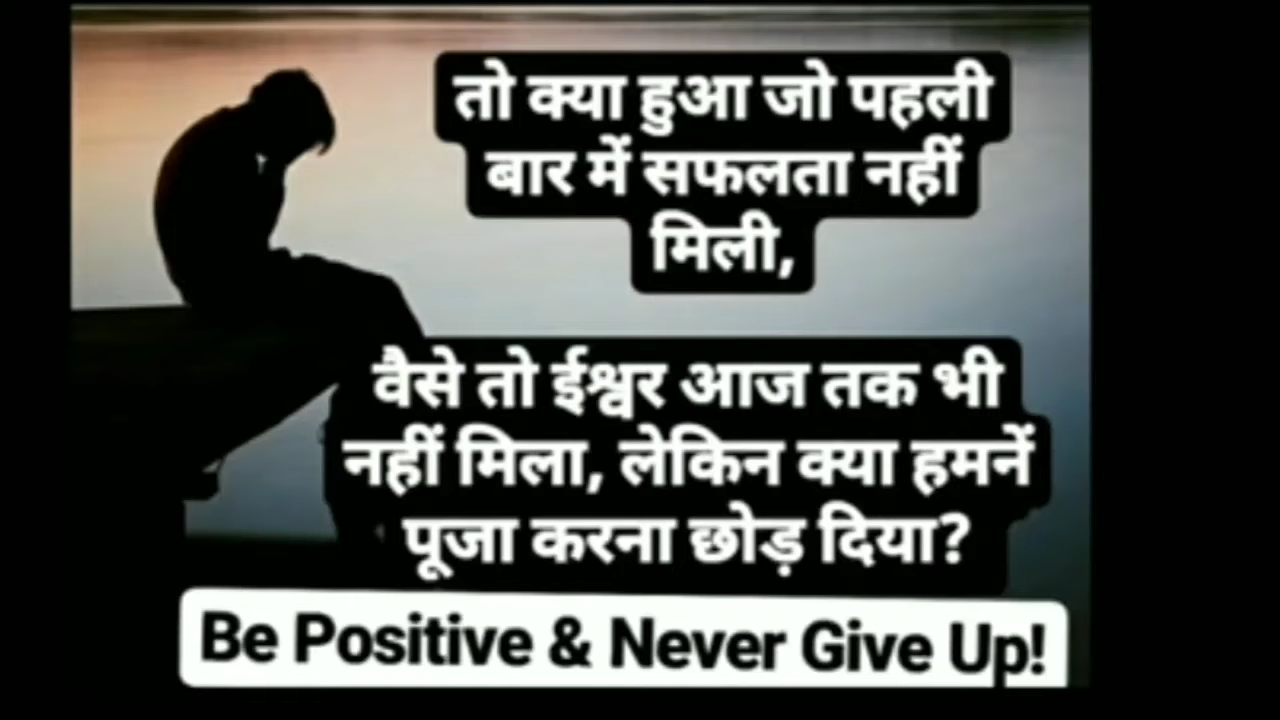 तो क्या हुआ जो पहली
बार में सफलता नहीं
मिली,
वैसे तो ईश्वर आज तक भी
नहीं मिला, लेकिन क्या हमनें
पूजा करना छोड़ दिया?
Be Positive & Never Give Up!